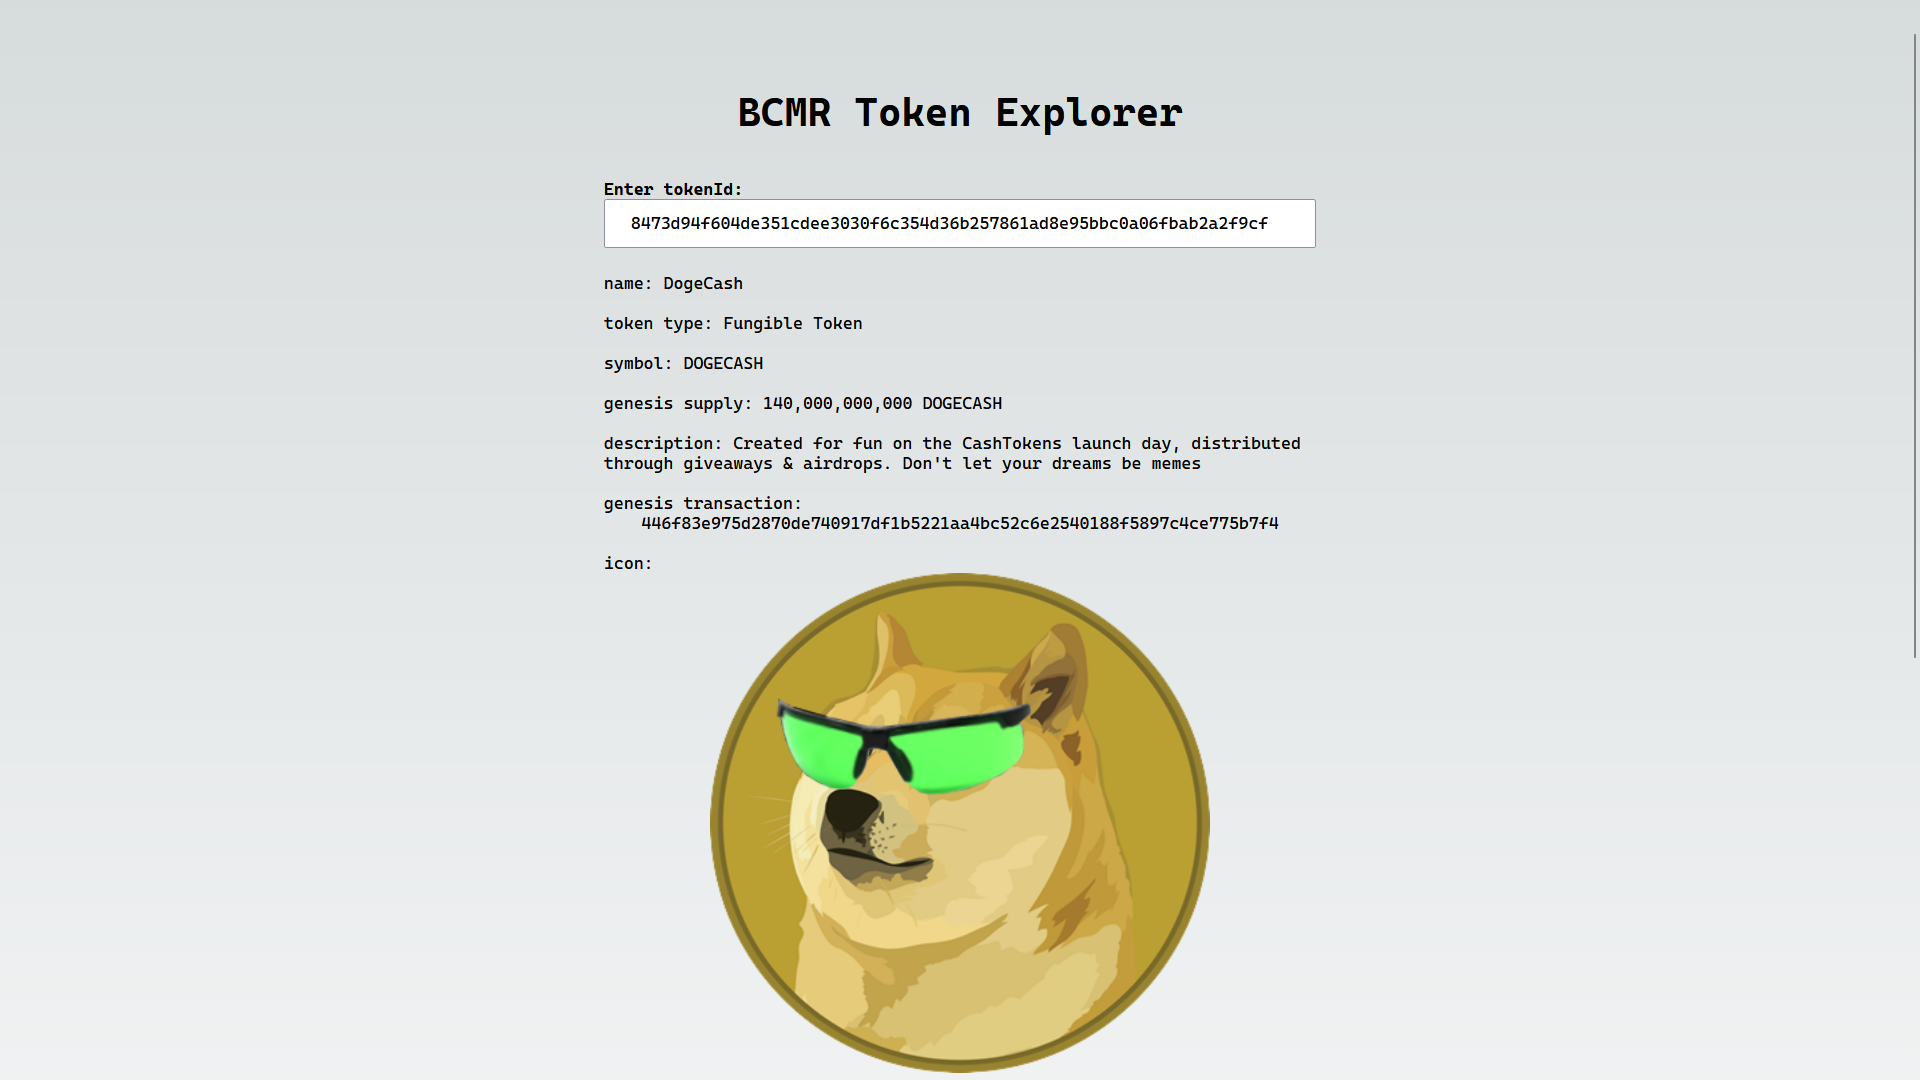 BCMR Token Explorer
Enter tokenId:
8473d94f604de351cdee3030f6c354d36b257861ad8e95bbc0a06fbab2a2f9cf
name: DogeCash
token type: Fungible Token
symbol: DOGECASH
genesis supply: 140,000,000,000 DOGECASH
description: Created for fun on the CashTokens launch day, distributed
through giveaways & airdrops. Don't let your dreams be memes
genesis transaction:
446f83e975d2870de740917df1b5221aa4bc52c6e2540188f5897c4ce775b7f4
icon: